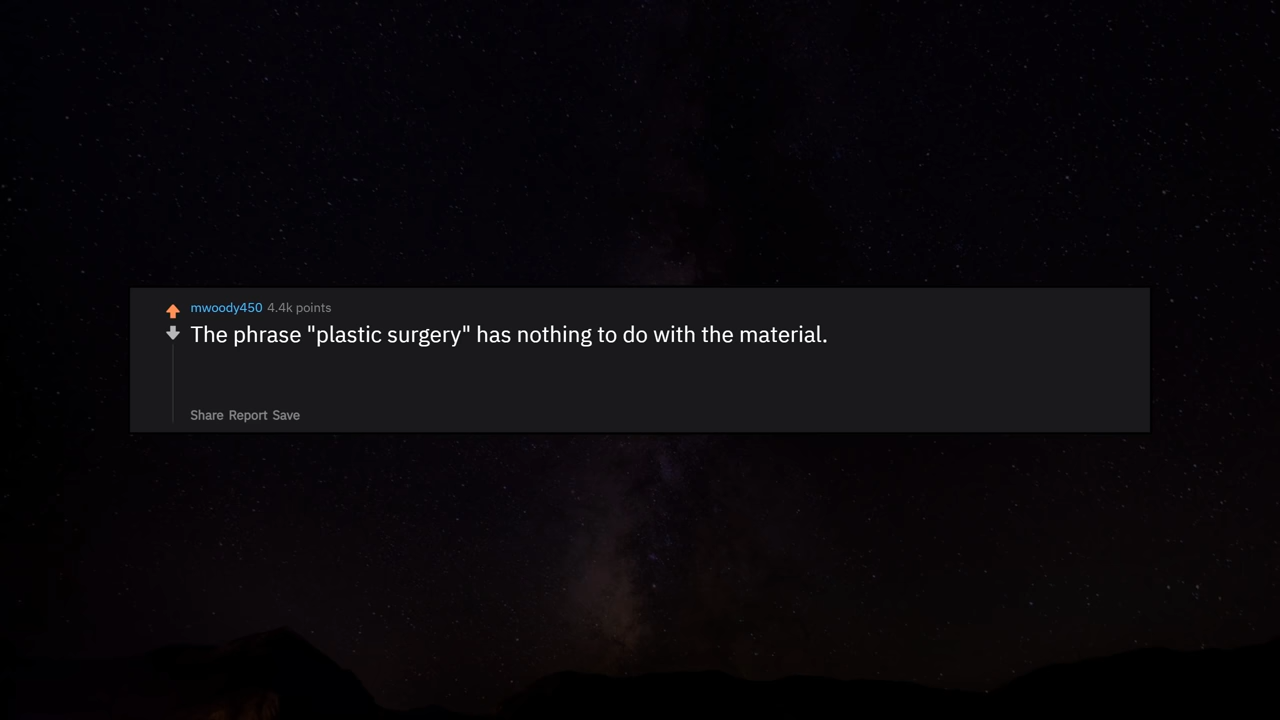 mwoody450 4.4k points
The phrase "plastic surgery" has nothing to do with the material.
Share Report Save